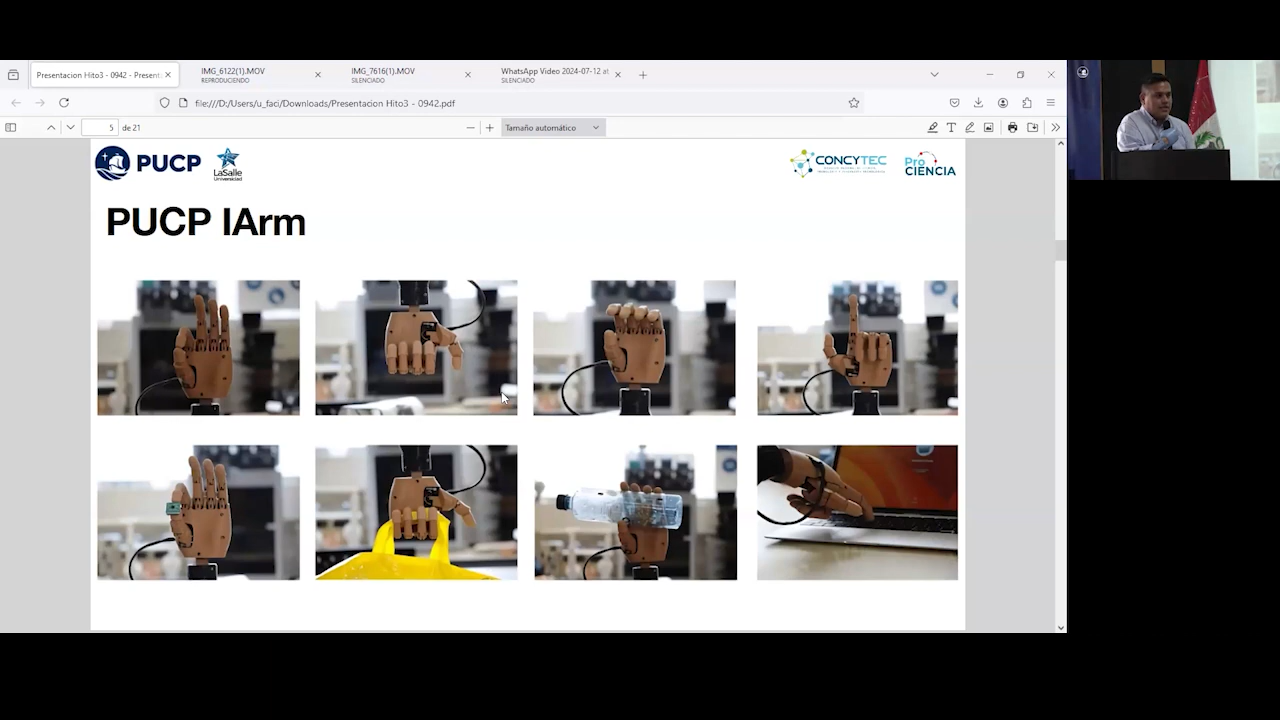 Presentacion Hito3 - 0942 - Present
IMG_6122(1).MOV
REPRODUCIENDO
IMG_7616(1).MOV
SILENCIADO
WhatsApp Video 2024-07-12 at
SILENCIADO
file:///D:/Users/u_faci/Downloads/Presentacion Hito3 - 0942.pdf
5 de 21
Tamaño automático
PUCP
LaSalle
Universidad
CONCYTEC
Pro
CIENCIA
PUCP IArm